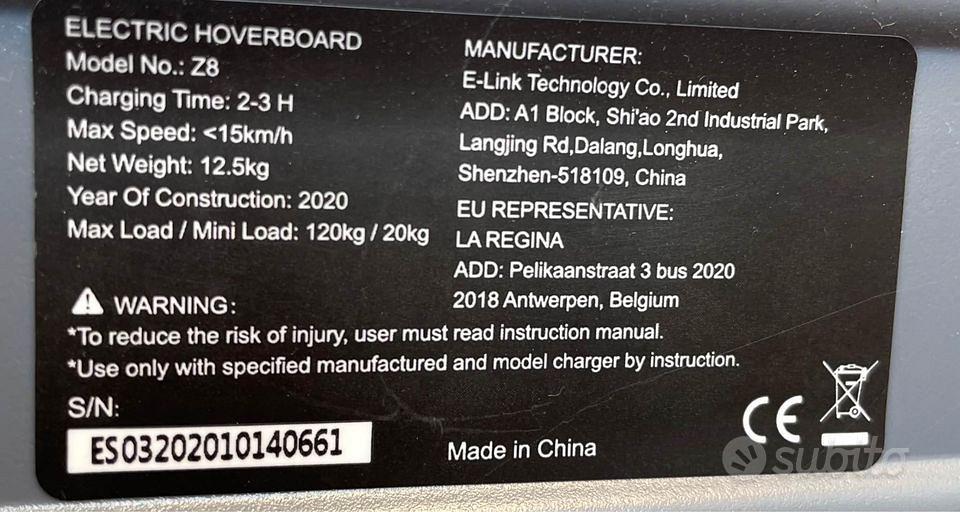 ELECTRIC HOVERBOARD
Model No.: Z8
Charging Time: 2-3 H
Max Speed: <15km/h
Net Weight: 12.5kg
Year Of Construction: 2020
Max Load / Mini Load: 120kg / 20kg
MANUFACTURER:
E-Link Technology Co., Limited
ADD: A1 Block, Shi'ao 2nd Industrial Park,
Langjing Rd,Dalang,Longhua,
Shenzhen-518109, China
EU REPRESENTATIVE:
LA REGINA
ADD: Pelikaanstraat 3 bus 2020
2018 Antwerpen, Belgium
WARNING:
*To reduce the risk of injury, user must read instruction manual.
*Use only with specified manufactured and model charger by instruction.
S/N:
ES03202010140661
Made in China
CE
subito